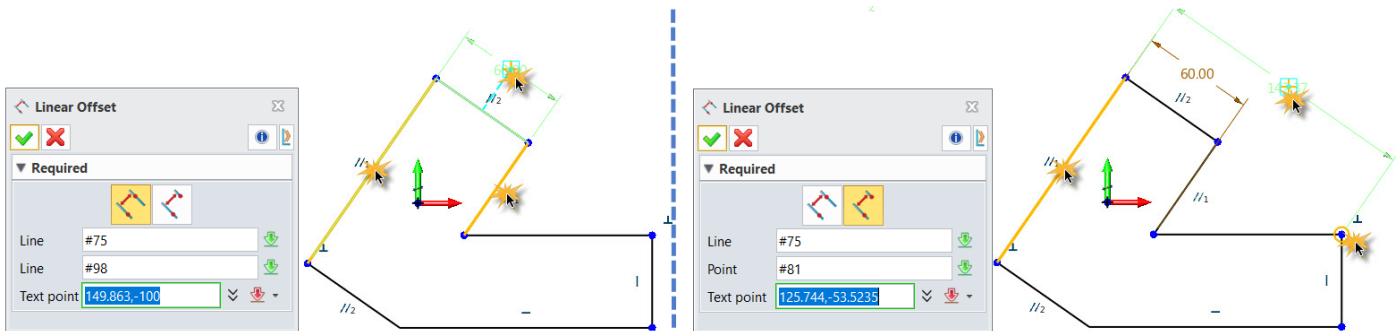 Linear Offset
Required
Line #75
Line #98
Text point 149.863,-100
//2
//1
//2
Linear Offset
Required
Line #75
Point #81
Text point 125.744,-53.5235
60.00
//2
//1
//1
//2